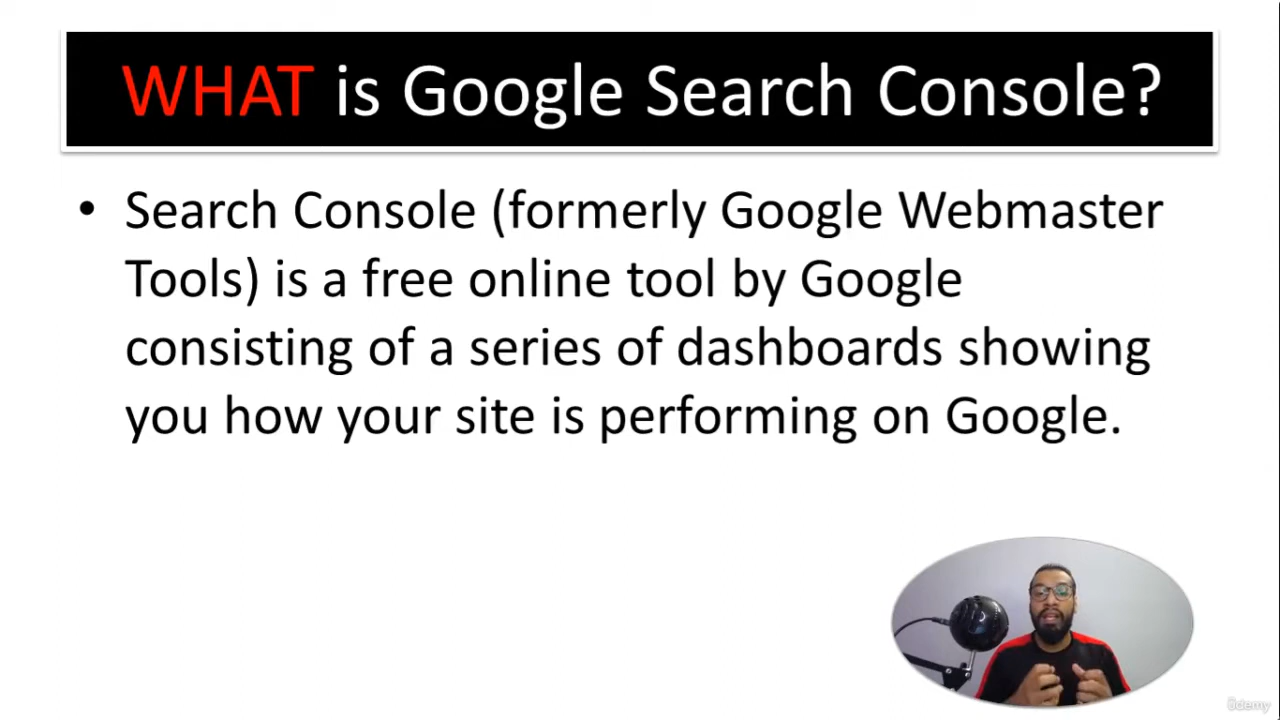 WHAT is Google Search Console?
• Search Console (formerly Google Webmaster
Tools) is a free online tool by Google
consisting of a series of dashboards showing
you how your site is performing on Google.
ûdemy